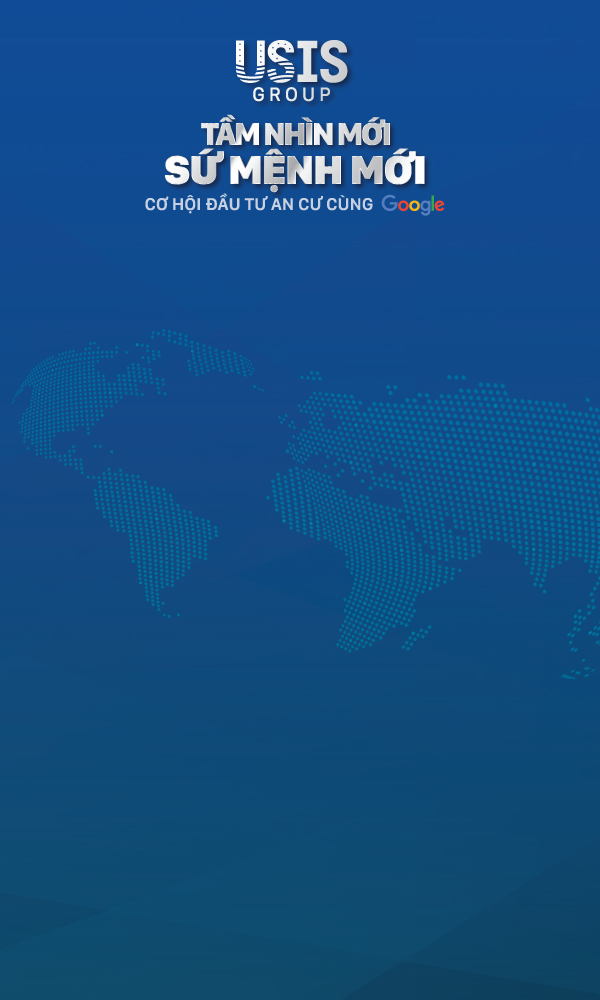 USIS
GROUP
TẦM NHÌN MỚI
SỨ MỆNH MỚI
CƠ HỘI ĐẦU TƯ AN CƯ CÙNG Google